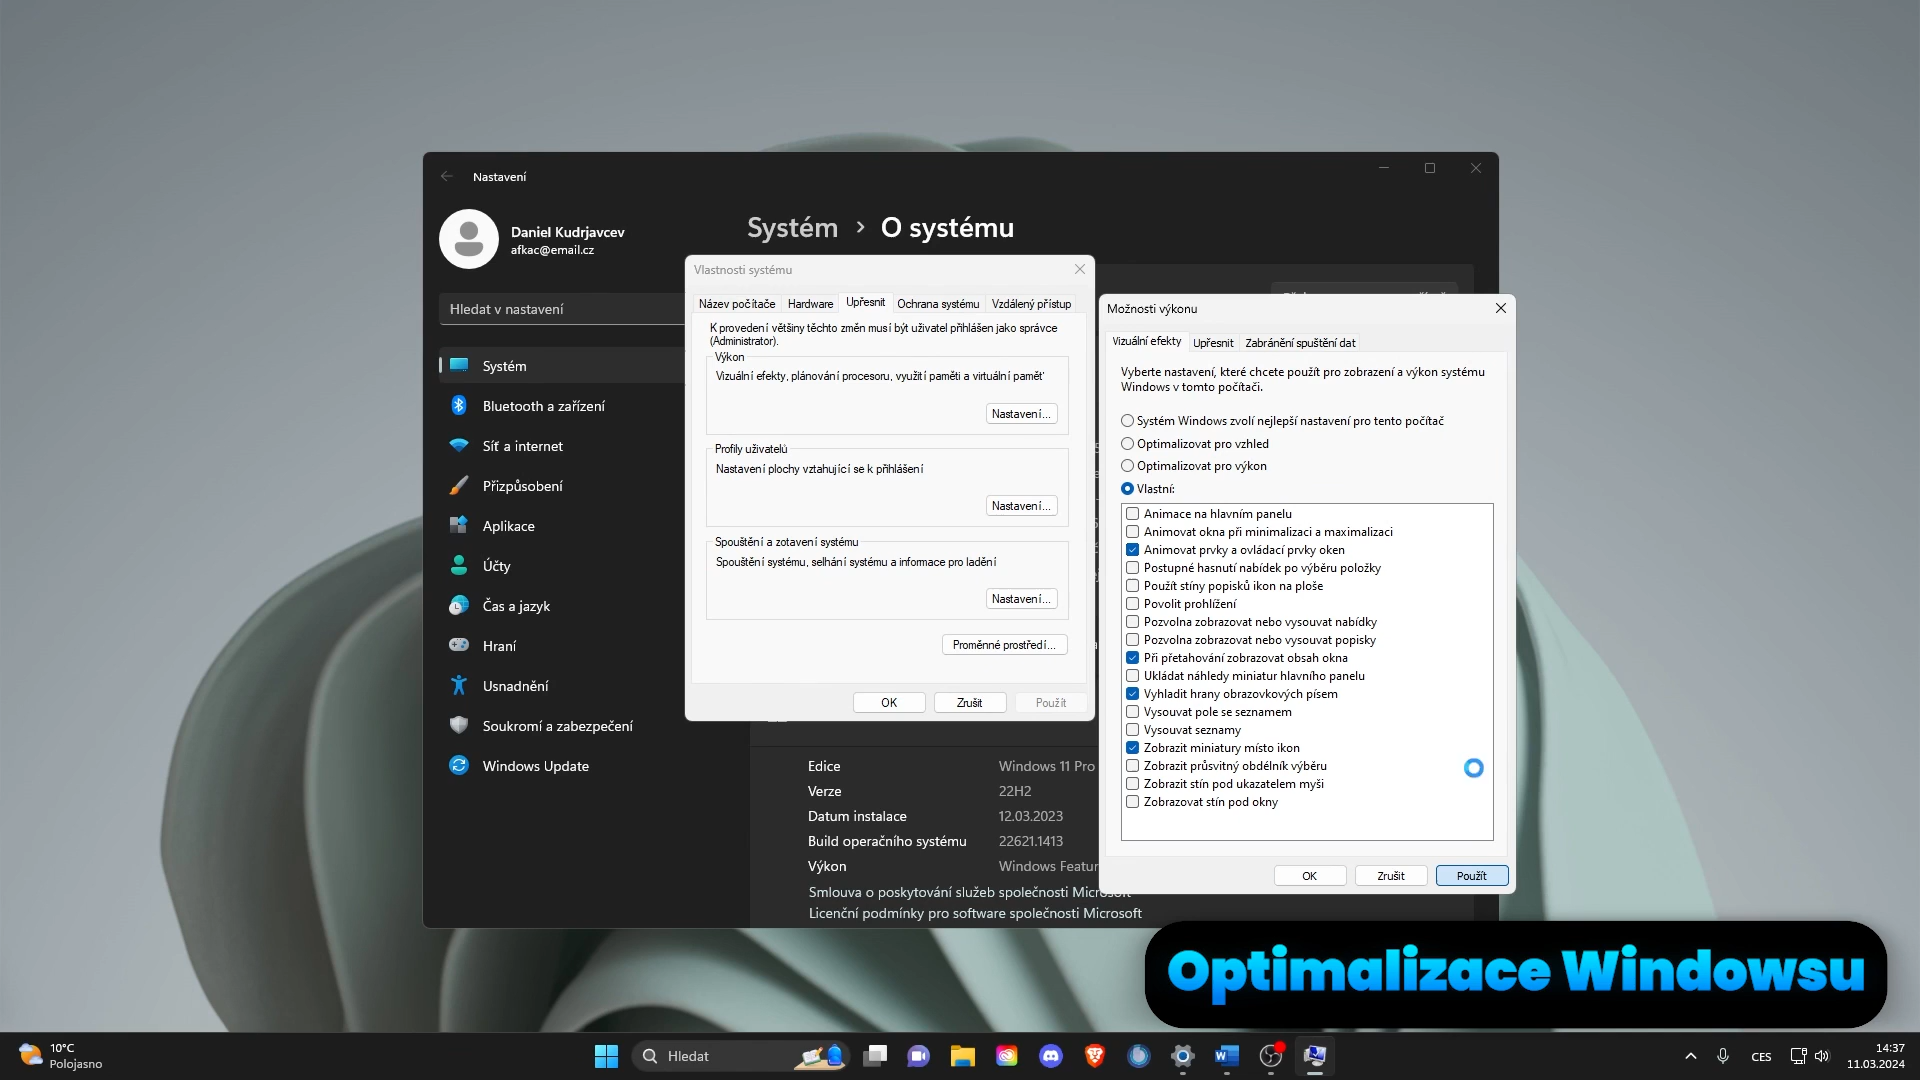 Nastavení
Daniel Kudrjavcev
afkac@email.cz
Hledat v nastavení
Systém
Bluetooth a zařízení
Síť a internet
Přizpůsobení
Aplikace
Účty
Čas a jazyk
Hraní
Usnadnění
Soukromí a zabezpečení
Windows Update
Systém > O systému
Vlastnosti systému
Název počítače Hardware Upřesnit Ochrana systému Vzdálený přístup
K provedení většiny těchto změn musí být uživatel přihlášen jako správce
(Administrator).
Výkon
Vizuální efekty, plánování procesoru, využití paměti a virtuální paměť
Nastavení...
Profily uživatelů
Nastavení plochy vztahující se k přihlášení
Nastavení...
Spouštění a zotavení systému
Spouštění systému, selhání systému a informace pro ladění
Nastavení...
Proměnné prostředí...
OK Zrušit Použít
Možnosti výkonu
Vizuální efekty Upřesnit Zabránění spuštění dat
Vyberte nastavení, které chcete použít pro zobrazení a výkon systému
Windows v tomto počítači.
Systém Windows zvolí nejlepší nastavení pro tento počítač
Optimalizovat pro vzhled
Optimalizovat pro výkon
Vlastní:
Animace na hlavním panelu
Animovat okna při minimalizaci a maximalizaci
Animovat prvky a ovládací prvky oken
Postupné hasnutí nabídek po výběru položky
Použít stíny popisků ikon na ploše
Povolit prohlížení
Pozvolna zobrazovat nebo vysouvat nabídky
Pozvolna zobrazovat nebo vysouvat popisky
Při přetahování zobrazovat obsah okna
Ukládat náhledy miniatur hlavního panelu
Vyhladit hrany obrazovkových písem
Vysouvat pole se seznamem
Vysouvat seznamy
Zobrazit miniatury místo ikon
Zobrazit průsvitný obdélník výběru
Zobrazit stín pod ukazatelem myši
Zobrazovat stín pod okny
OK Zrušit Použít
Edice Windows 11 Pro
Verze 22H2
Datum instalace 12.03.2023
Build operačního systému 22621.1413
Výkon Windows Featur
Smlouva o poskytování služeb společnosti Microsoft
Licenční podmínky pro software společnosti Microsoft
Optimalizace Windowsu
10°C
Polojasno
Hledat
CES
14:37
11.03.2024